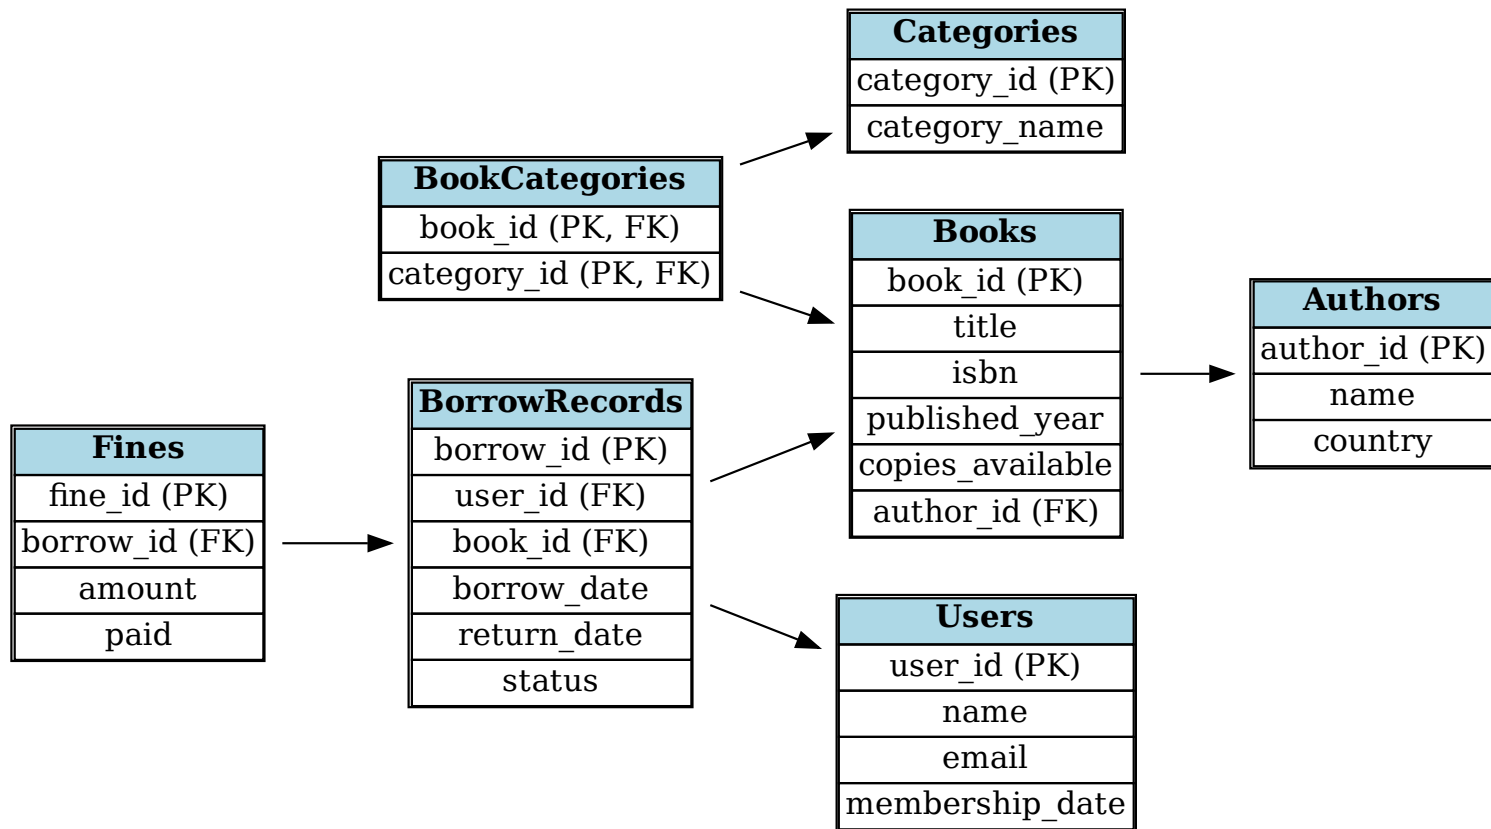 Categories
category_id (PK)
category_name
BookCategories
book_id (PK, FK)
category_id (PK, FK)
Books
book_id (PK)
title
isbn
published_year
copies_available
author_id (FK)
Authors
author_id (PK)
name
country
Fines
fine_id (PK)
borrow_id (FK)
amount
paid
BorrowRecords
borrow_id (PK)
user_id (FK)
book_id (FK)
borrow_date
return_date
status
Users
user_id (PK)
name
email
membership_date